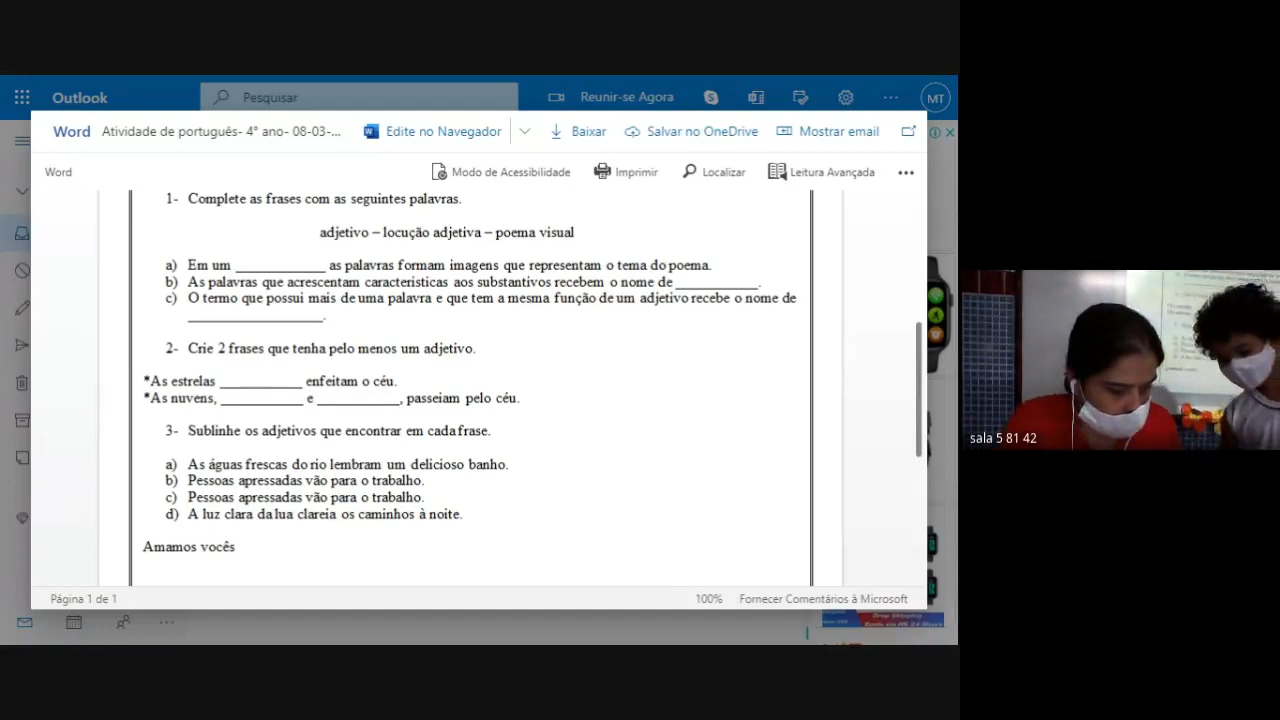 Outlook
Pesquisar
Reunir-se Agora
MT
Word Atividade de português- 4° ano- 08-03-...
Edite no Navegador
Baixar
Salvar no OneDrive
Mostrar email
Word
Modo de Acessibilidade
Imprimir
Localizar
Leitura Avançada
1- Complete as frases com as seguintes palavras.
adjetivo – locução adjetiva – poema visual
a) Em um ____________ as palavras formam imagens que representam o tema do poema.
b) As palavras que acrescentam caracteristicas aos substantivos recebem o nome de ___________.
c) O termo que possui mais de uma palavra e que tem a mesma função de um adjetivo recebe o nome de
__________________.
2- Crie 2 frases que tenha pelo menos um adjetivo.
*As estrelas ___________ enfeitam o céu.
*As nuvens, ___________ e ___________, passeiam pelo céu.
3- Sublinhe os adjetivos que encontrar em cada frase.
a) As águas frescas do rio lembram um delicioso banho.
b) Pessoas apressadas vão para o trabalho.
c) Pessoas apressadas vão para o trabalho.
d) A luz clara da lua clareia os caminhos à noite.
Amamos vocês
Página 1 de 1
100%
Fornecer Comentários à Microsoft
sala 5 81 42